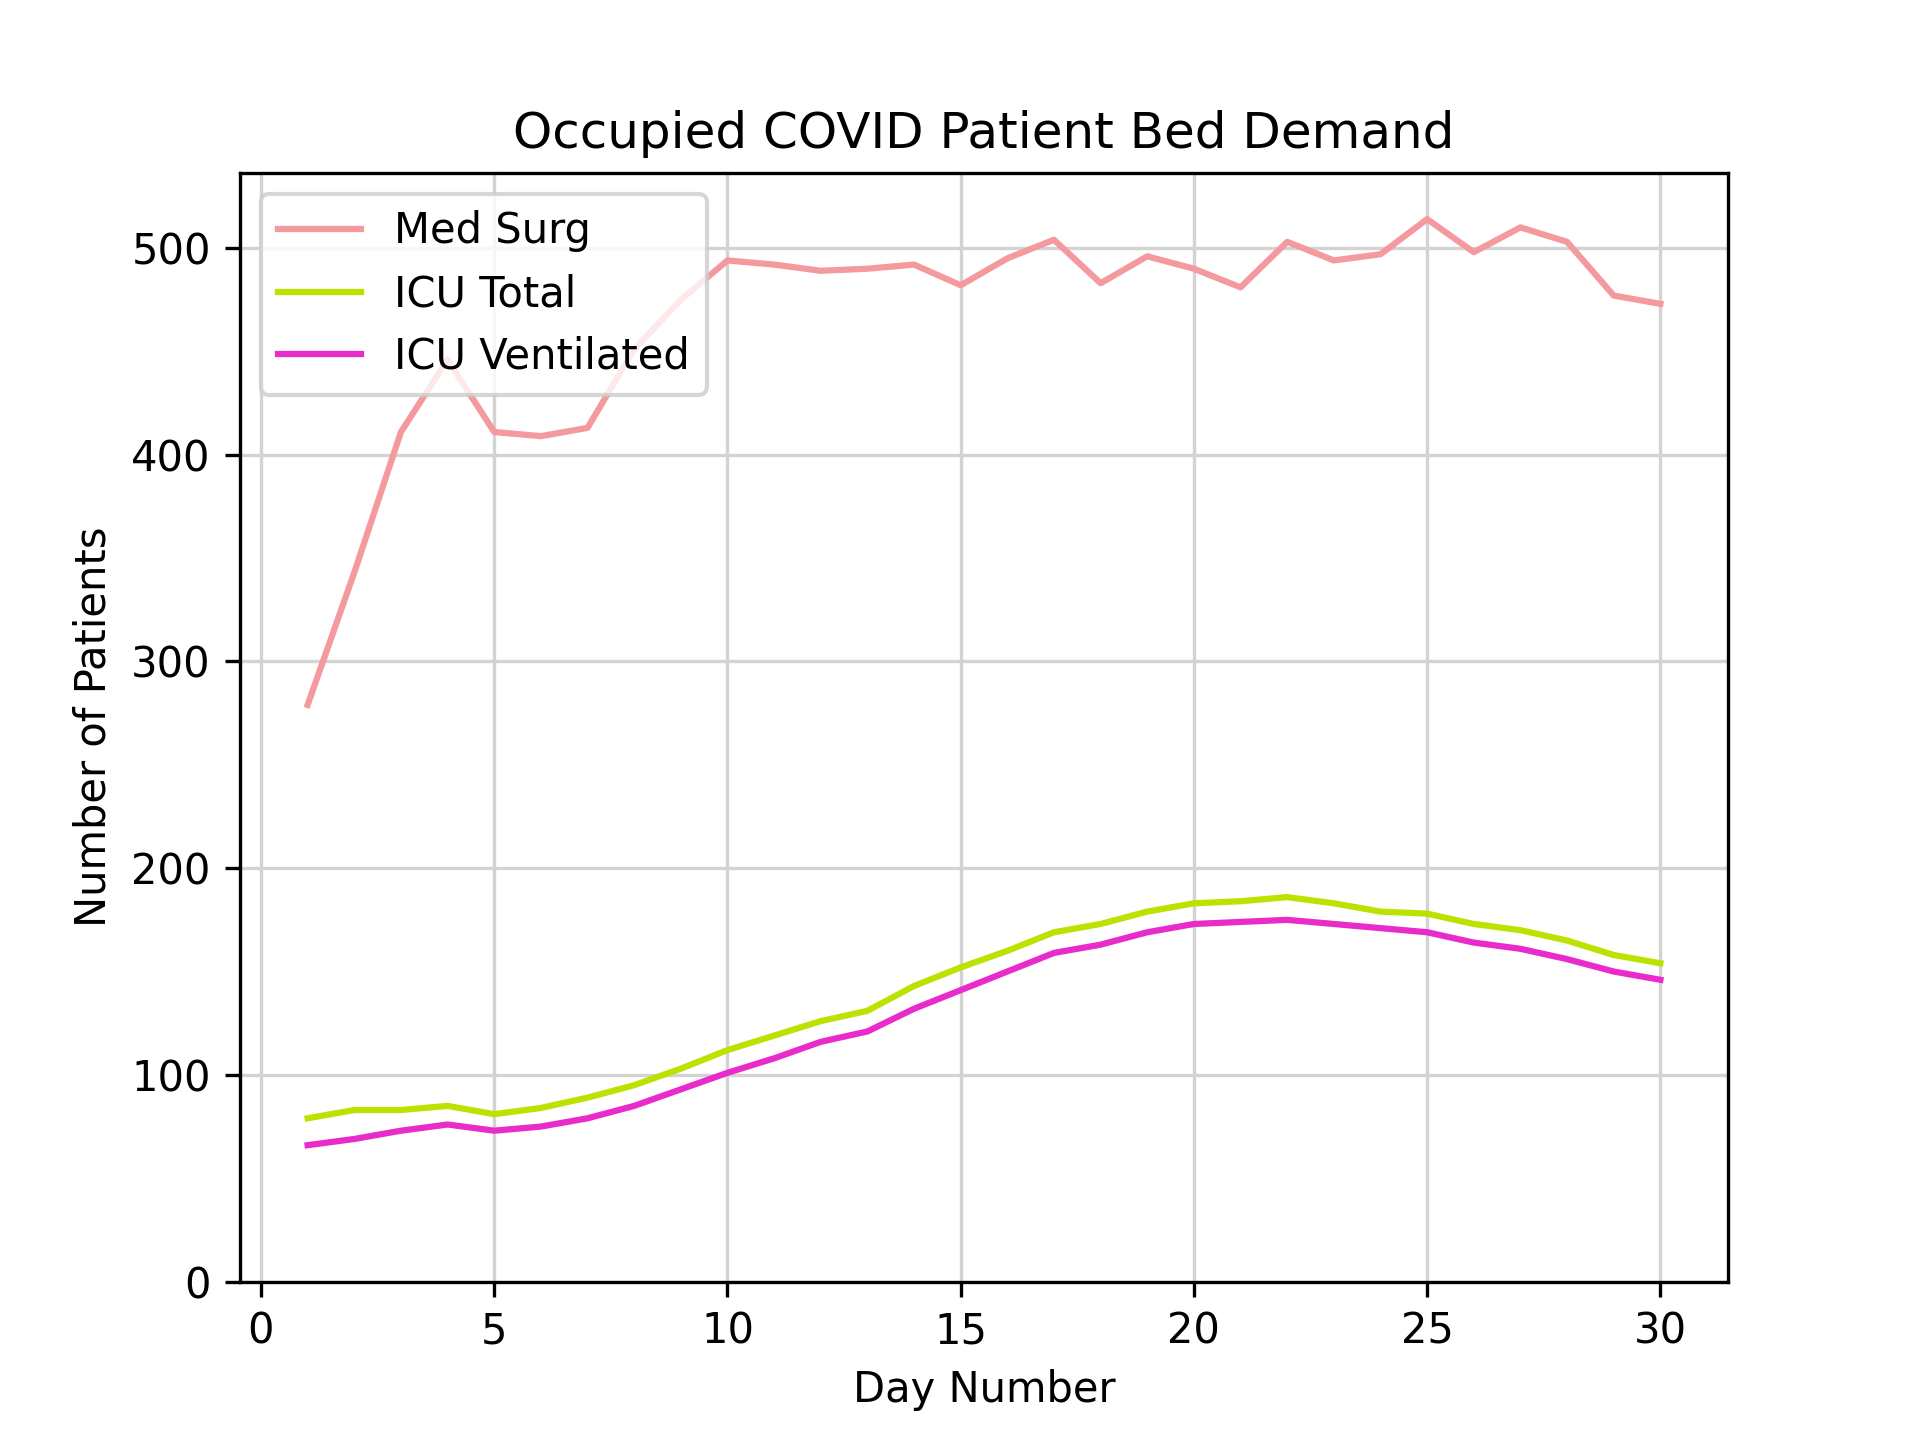 Occupied COVID Patient Bed Demand
Med Surg
ICU Total
ICU Ventilated
500
400
300
200
100
0
Number of Patients
0 5 10 15 20 25 30
Day Number